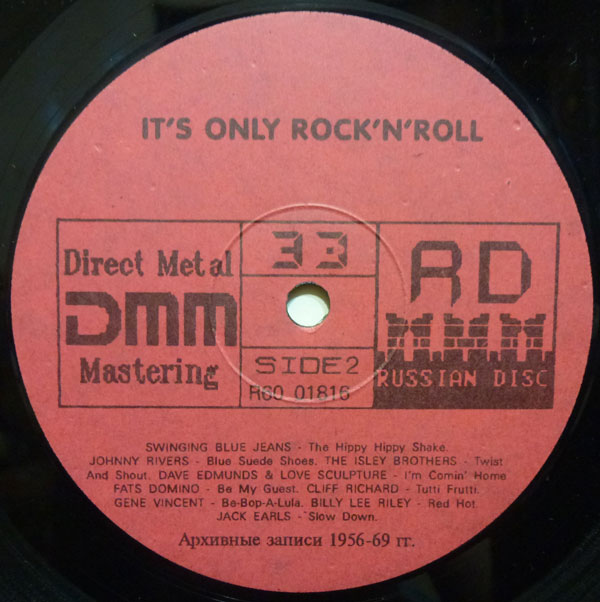 IT'S ONLY ROCK'N'ROLL
Direct Metal
DMM
Mastering
33
SIDE2
R60 01816
RD
RUSSIAN DISC
SWINGING BLUE JEANS - The Hippy Hippy Shake.
JOHNNY RIVERS - Blue Suede Shoes. THE ISLEY BROTHERS - Twist
And Shout. DAVE EDMUNDS & LOVE SCULPTURE - I'm Comin' Home
FATS DOMINO - Be My Guest. CLIFF RICHARD - Tutti Frutti.
GENE VINCENT - Be-Bop-A-Lula. BILLY LEE RILEY - Red Hot.
JACK EARLS - Slow Down.
Архивные записи 1956-69 гг.